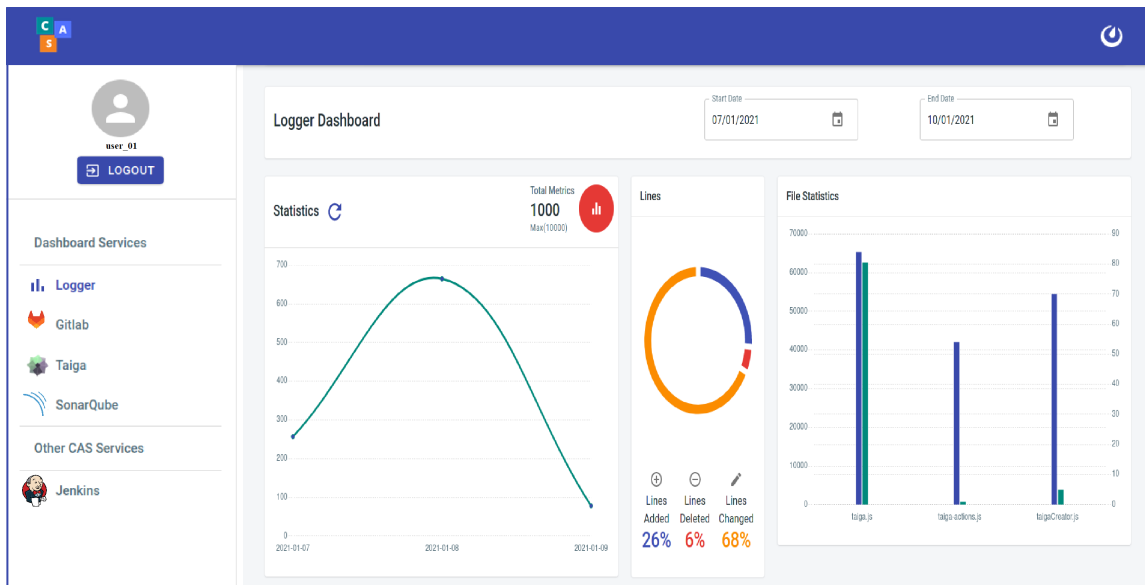 C A
S
user_01
LOGOUT
Dashboard Services
Logger
Gitlab
Taiga
SonarQube
Other CAS Services
Jenkins
Logger Dashboard
Start Date
07/01/2021
End Date
10/01/2021
Statistics
Total Metrics
1000
Max(10000)
700
600
500
400
300
200
100
0
2021-01-07
2021-01-08
2021-01-09
Lines
Lines Added
26%
Lines Deleted
6%
Lines Changed
68%
File Statistics
70000
60000
50000
40000
30000
20000
10000
0
90
80
70
60
50
40
30
20
10
0
taiga.js
taiga-actions.js
taigaCreator.js